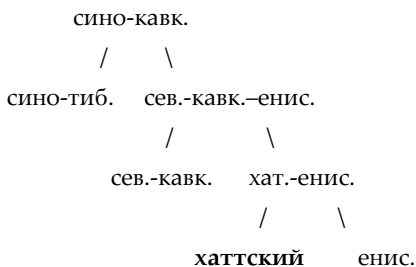 сино-кавк.
/ \
сино-тиб. сев.-кавк.–енис.
/ \
сев.-кавк. хат.-енис.
/ \
хаттский енис.